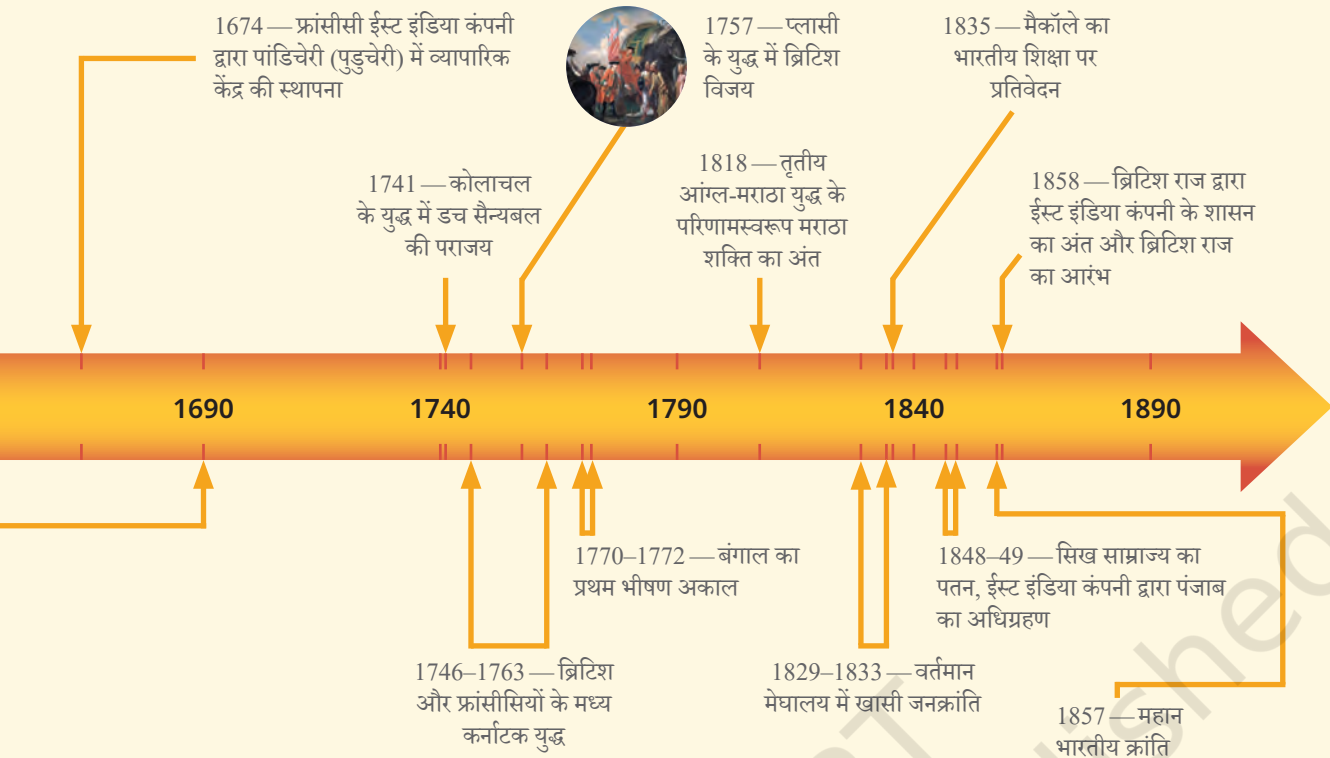 1674 — फ्रांसीसी ईस्ट इंडिया कंपनी
द्वारा पांडिचेरी (पुडुचेरी) में व्यापारिक
केंद्र की स्थापना
1757 — प्लासी
के युद्ध में ब्रिटिश
विजय
1835 — मैकॉले का
भारतीय शिक्षा पर
प्रतिवेदन
1741 — कोलाचल
के युद्ध में डच सैन्यबल
की पराजय
1818 — तृतीय
आंग्ल-मराठा युद्ध के
परिणामस्वरूप मराठा
शक्ति का अंत
1858 — ब्रिटिश राज द्वारा
ईस्ट इंडिया कंपनी के शासन
का अंत और ब्रिटिश राज
का आरंभ
1690 1740 1790 1840 1890
1770–1772 — बंगाल का
प्रथम भीषण अकाल
1848–49 — सिख साम्राज्य का
पतन, ईस्ट इंडिया कंपनी द्वारा पंजाब
का अधिग्रहण
1746–1763 — ब्रिटिश
और फ्रांसीसियों के मध्य
कर्नाटक युद्ध
1829–1833 — वर्तमान
मेघालय में खासी जनक्रांति
1857 — महान
भारतीय क्रांति